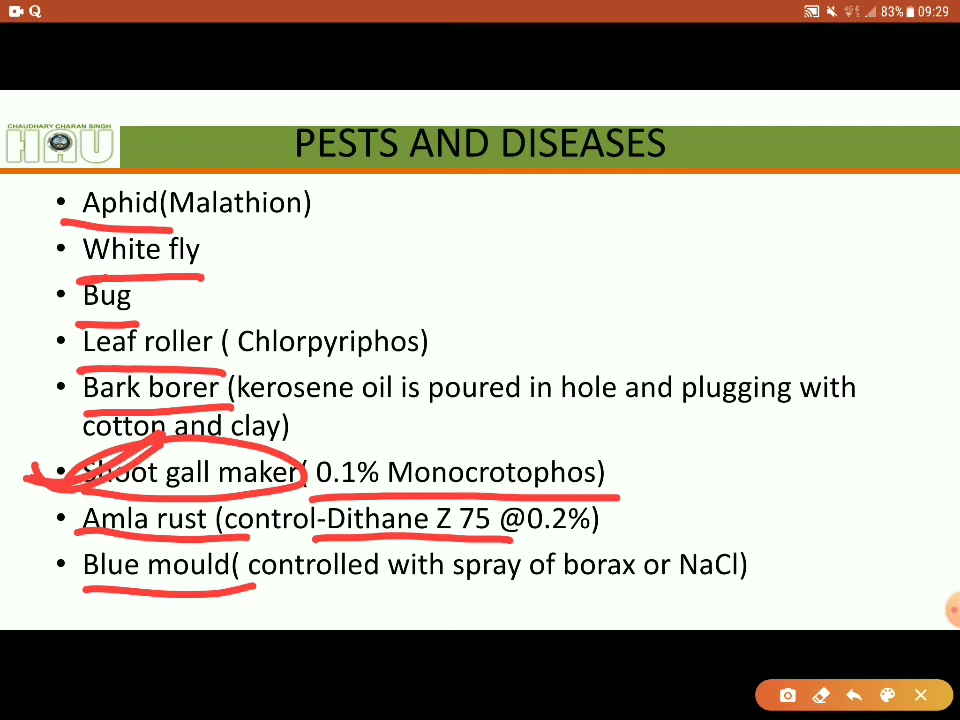 83% 09:29
CHAUDHARY CHARAN SINGH
HAU
PESTS AND DISEASES
• Aphid(Malathion)
• White fly
• Bug
• Leaf roller ( Chlorpyriphos)
• Bark borer (kerosene oil is poured in hole and plugging with
cotton and clay)
• Shoot gall maker( 0.1% Monocrotophos)
• Amla rust (control-Dithane Z 75 @0.2%)
• Blue mould( controlled with spray of borax or NaCl)